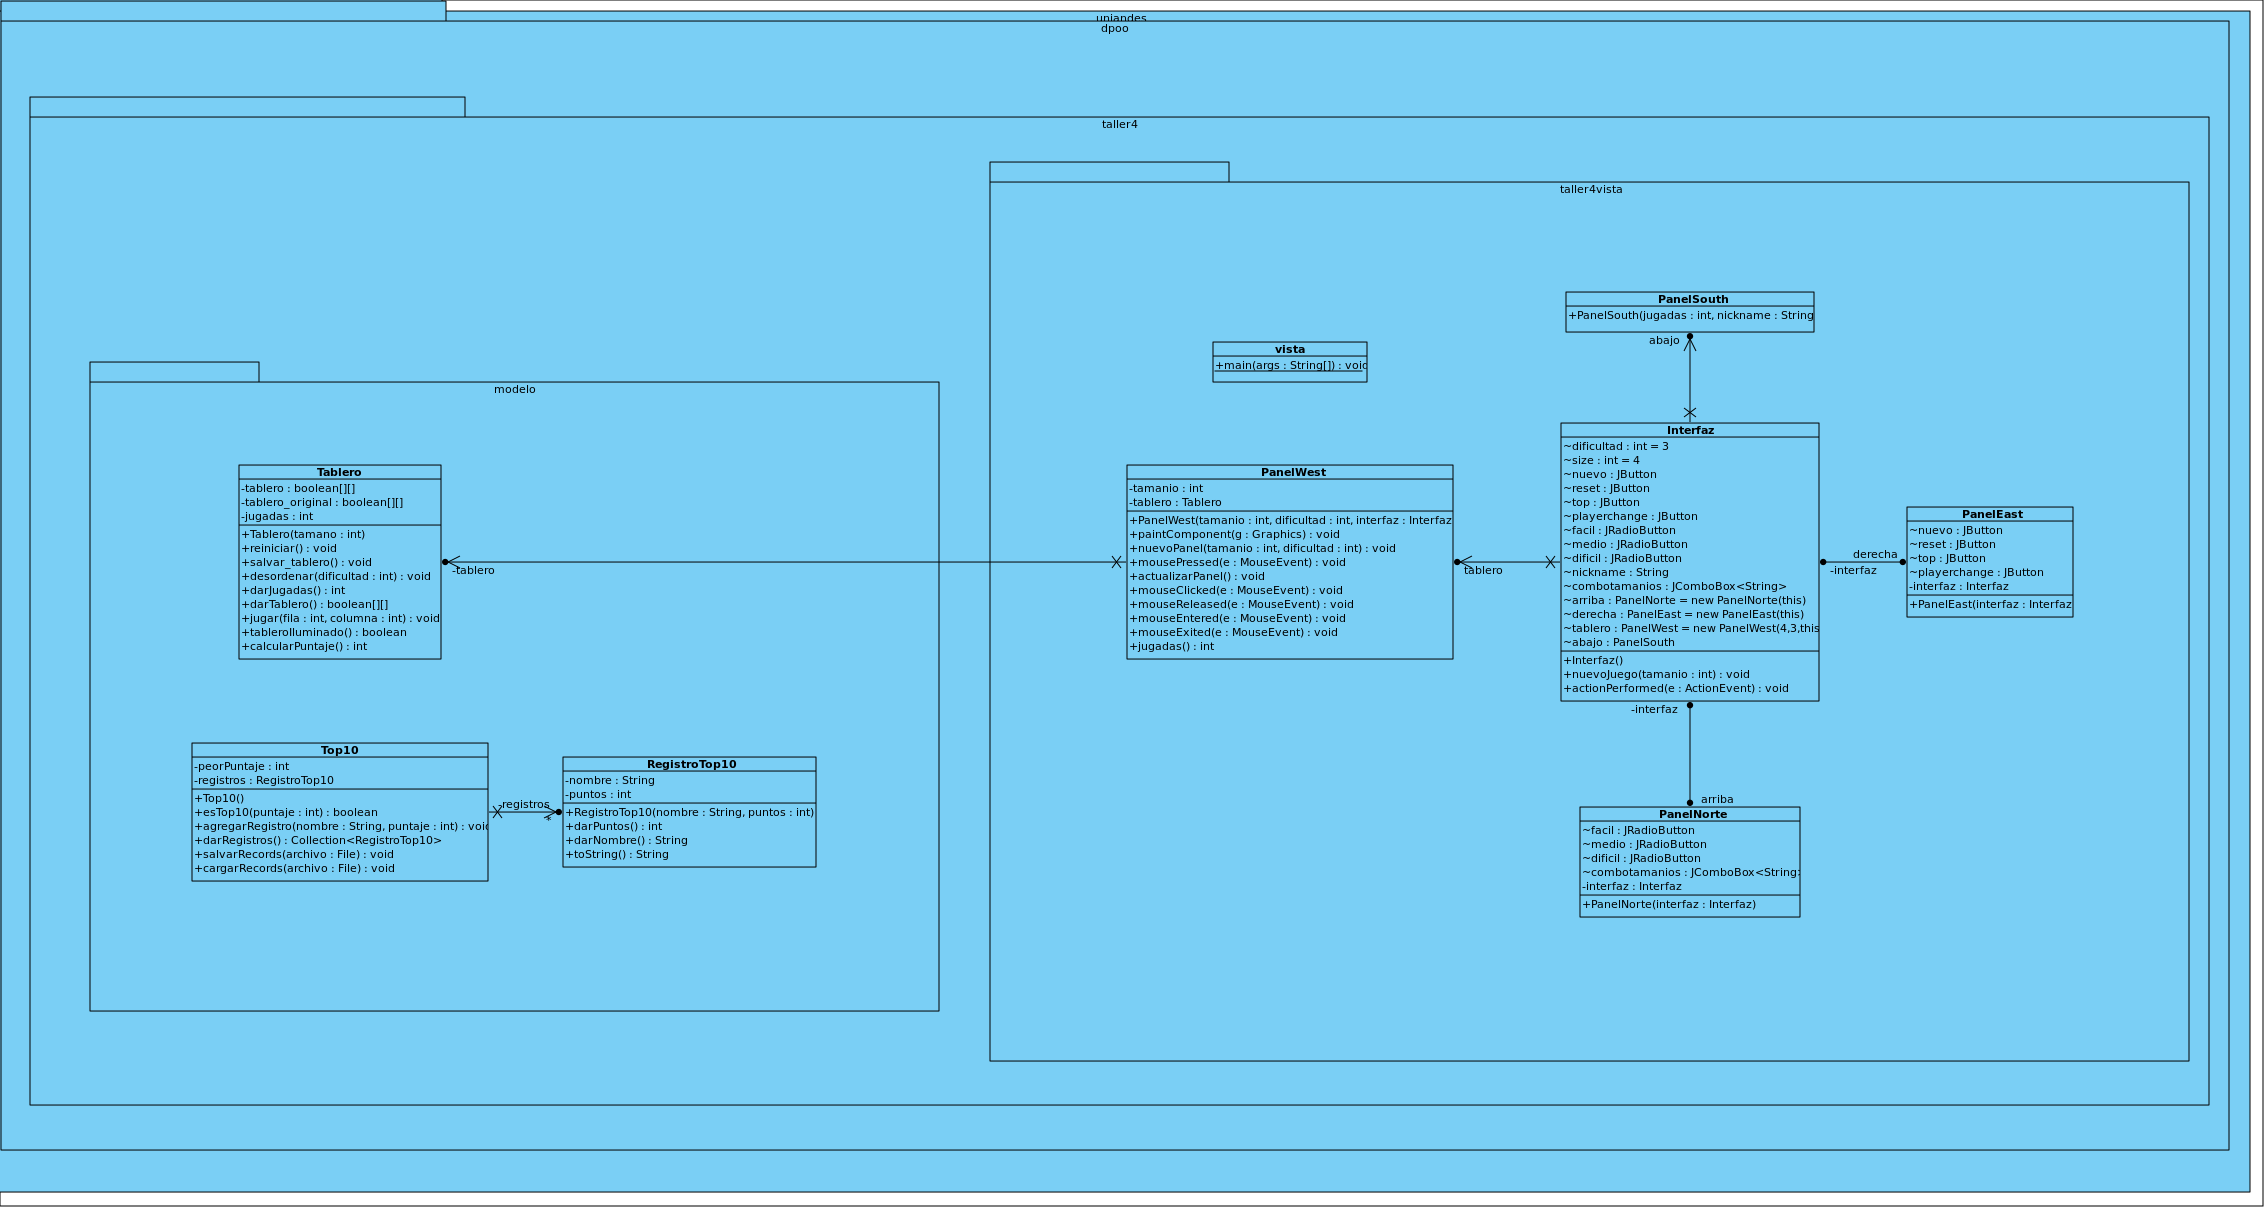 uniandes
dpoo
taller4
taller4vista
PanelSouth
+PanelSouth(jugadas : int, nickname : String
abajo
vista
+main(args : String[]) : void
modelo
Tablero
-tablero : boolean[][]
-tablero_original : boolean[][]
-jugadas : int
+Tablero(tamano : int)
+reiniciar() : void
+salvar_tablero() : void
+desordenar(dificultad : int) : void
+darJugadas() : int
+darTablero() : boolean[][]
+jugar(fila : int, columna : int) : void
+tableroIluminado() : boolean
+calcularPuntaje() : int
-tablero
PanelWest
-tamanio : int
-tablero : Tablero
+PanelWest(tamanio : int, dificultad : int, interfaz : Interfaz
+paintComponent(g : Graphics) : void
+nuevoPanel(tamanio : int, dificultad : int) : void
+mousePressed(e : MouseEvent) : void
+actualizarPanel() : void
+mouseClicked(e : MouseEvent) : void
+mouseReleased(e : MouseEvent) : void
+mouseEntered(e : MouseEvent) : void
+mouseExited(e : MouseEvent) : void
+jugadas() : int
tablero
Interfaz
~dificultad : int = 3
~size : int = 4
~nuevo : JButton
~reset : JButton
~top : JButton
~playerchange : JButton
~facil : JRadioButton
~medio : JRadioButton
~dificil : JRadioButton
~nickname : String
~combotamanios : JComboBox<String>
~arriba : PanelNorte = new PanelNorte(this)
~derecha : PanelEast = new PanelEast(this)
~tablero : PanelWest = new PanelWest(4,3,this
~abajo : PanelSouth
+Interfaz()
+nuevoJuego(tamanio : int) : void
+actionPerformed(e : ActionEvent) : void
derecha
-interfaz
PanelEast
~nuevo : JButton
~reset : JButton
~top : JButton
~playerchange : JButton
-interfaz : Interfaz
+PanelEast(interfaz : Interfaz
-interfaz
arriba
Top10
-peorPuntaje : int
-registros : RegistroTop10
+Top10()
+esTop10(puntaje : int) : boolean
+agregarRegistro(nombre : String, puntaje : int) : void
+darRegistros() : Collection<RegistroTop10>
+salvarRecords(archivo : File) : void
+cargarRecords(archivo : File) : void
-registros
*
RegistroTop10
-nombre : String
-puntos : int
+RegistroTop10(nombre : String, puntos : int)
+darPuntos() : int
+darNombre() : String
+toString() : String
PanelNorte
~facil : JRadioButton
~medio : JRadioButton
~dificil : JRadioButton
~combotamanios : JComboBox<String>
-interfaz : Interfaz
+PanelNorte(interfaz : Interfaz)